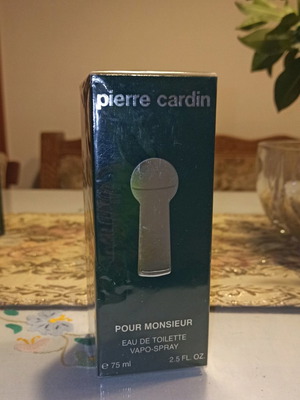 pierre cardin
POUR MONSIEUR
EAU DE TOILETTE
VAPO-SPRAY
℮ 75 ml 2.5 FL. OZ.